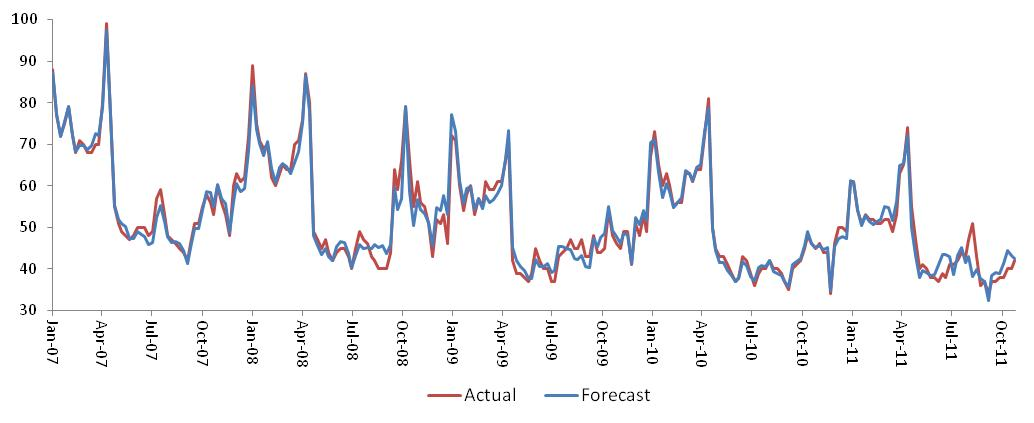 100
90
80
70
60
50
40
30
Jan-07
Apr-07
Jul-07
Oct-07
Jan-08
Apr-08
Jul-08
Oct-08
Jan-09
Apr-09
Jul-09
Oct-09
Jan-10
Apr-10
Jul-10
Oct-10
Jan-11
Apr-11
Jul-11
Oct-11
Actual Forecast